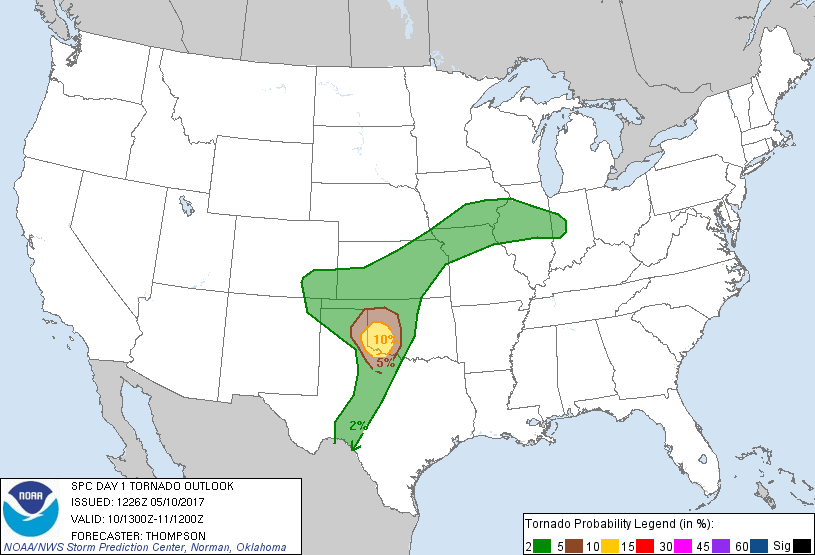 10%
5%
2%
NOAA
SPC DAY 1 TORNADO OUTLOOK
ISSUED: 1226Z 05/10/2017
VALID: 10/1300Z-11/1200Z
FORECASTER: THOMPSON
NOAA/NWS Storm Prediction Center, Norman, Oklahoma
Tornado Probability Legend (in %):
2 5 10 15 30 45 60 Sig